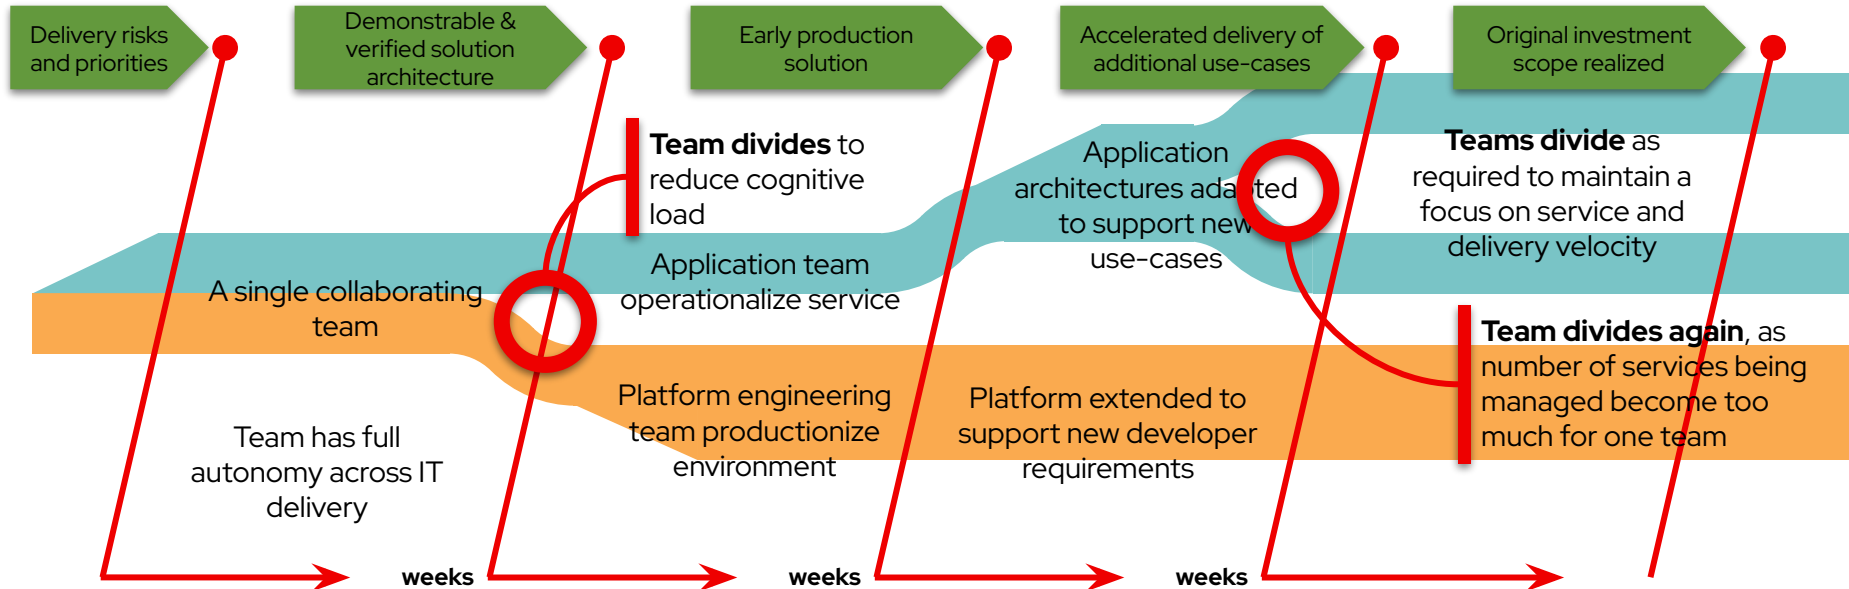 Delivery risks
and priorities
Demonstrable &
verified solution
architecture
Early production
solution
Accelerated delivery of
additional use-cases
Original investment
scope realized
Team divides to
reduce cognitive
load
Application
architectures adapted
to support new
use-cases
Teams divide as
required to maintain a
focus on service and
delivery velocity
A single collaborating
team
Application team
operationalize service
Team divides again, as
number of services being
managed become too
much for one team
Platform engineering
team productionize
environment
Platform extended to
support new developer
requirements
Team has full
autonomy across IT
delivery
weeks
weeks
weeks